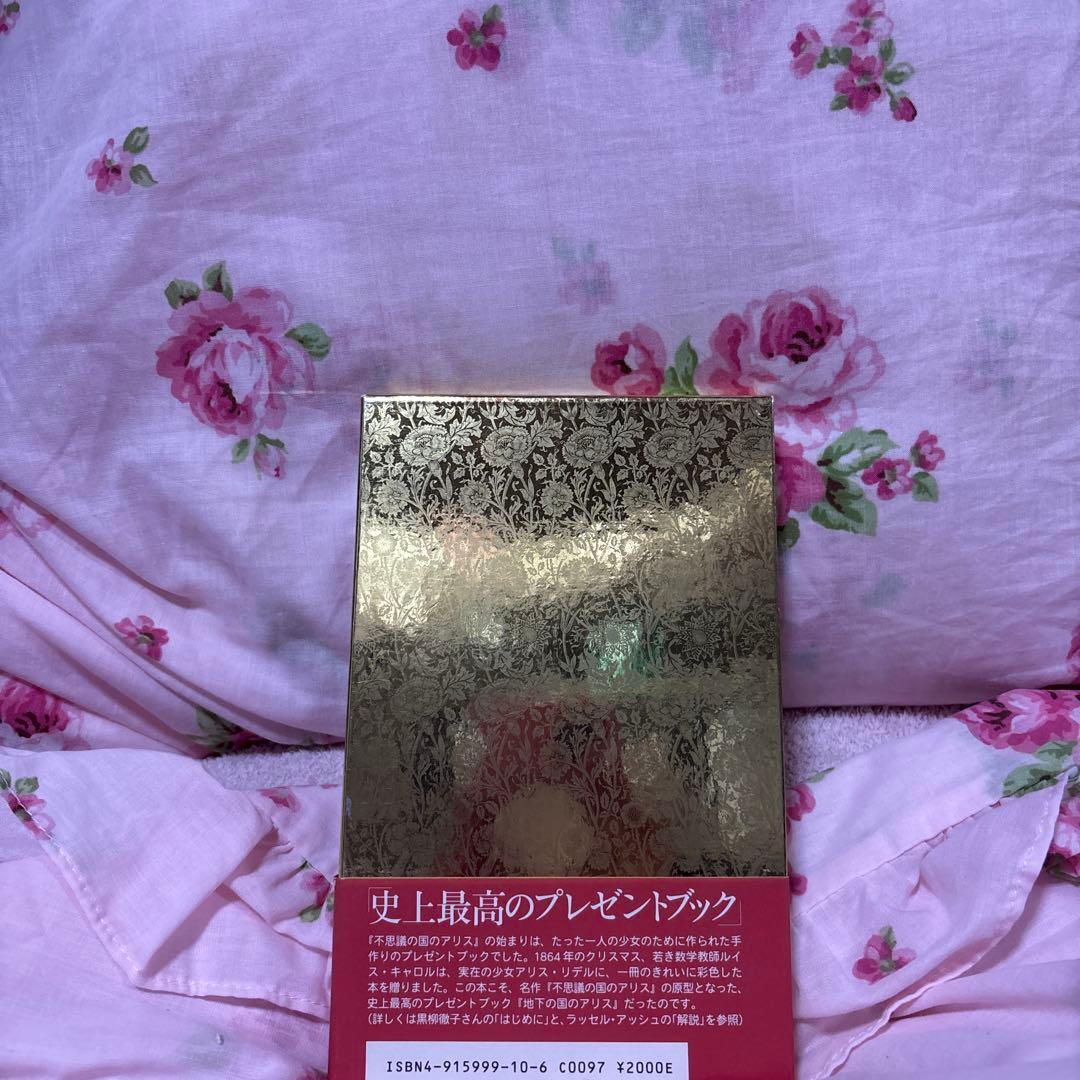 「史上最高のプレゼントブック」
『不思議の国のアリス』の始まりは、たった一人の少女のために作られた手
作りのプレゼントブックでした。1864年のクリスマス、若き数学教師ルイ
ス・キャロルは、実在の少女アリス・リデルに、一冊のきれいに彩色した
本を贈りました。この本こそ、名作『不思議の国のアリス』の原型となった、
史上最高のプレゼントブック『地下の国のアリス』だったのです。
(詳しくは黒柳徹子さんの「はじめに」と、ラッセル・アッシュの「解説」を参照)
ISBN4-915999-10-6 C0097 ¥2000E